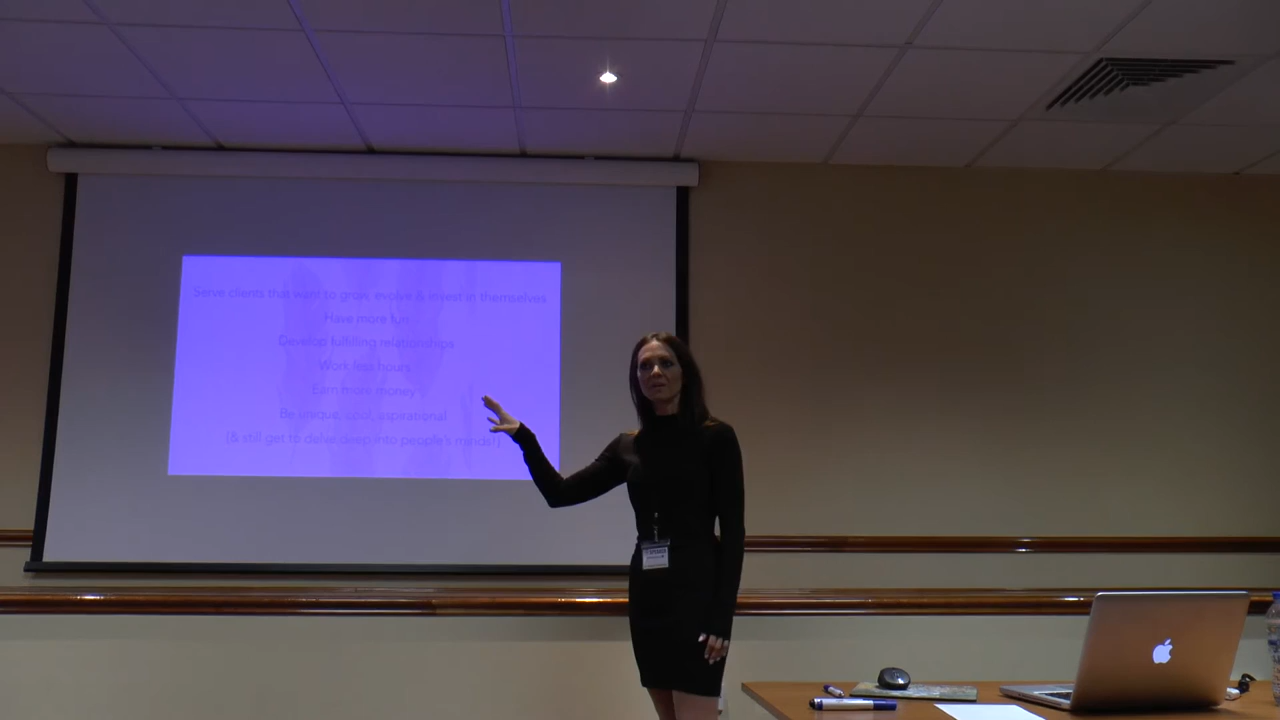 Serve clients that want to grow, evolve & invest in themselves
Have more fun
Develop fulfilling relationships
Work less hours
Earn more money
Be unique, cool, inspirational
(& still get to delve deep into people's minds!)
SPEAKER